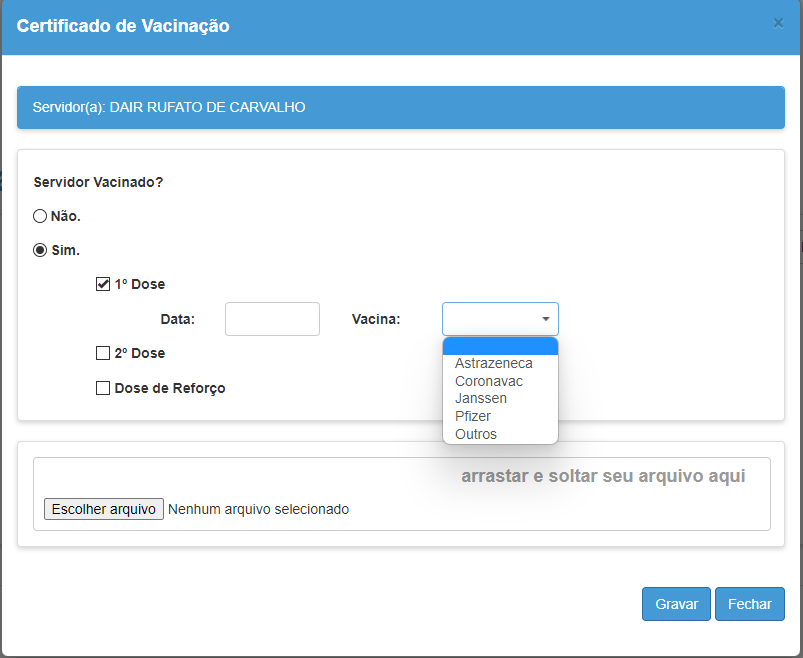 Certificado de Vacinação ×
Servidor(a): DAIR RUFATO DE CARVALHO
Servidor Vacinado?
Não.
Sim.
1º Dose
Data: Vacina:
Astrazeneca
Coronavac
Janssen
Pfizer
Outros
2º Dose
Dose de Reforço
arrastar e soltar seu arquivo aqui
Escolher arquivo Nenhum arquivo selecionado
Gravar Fechar